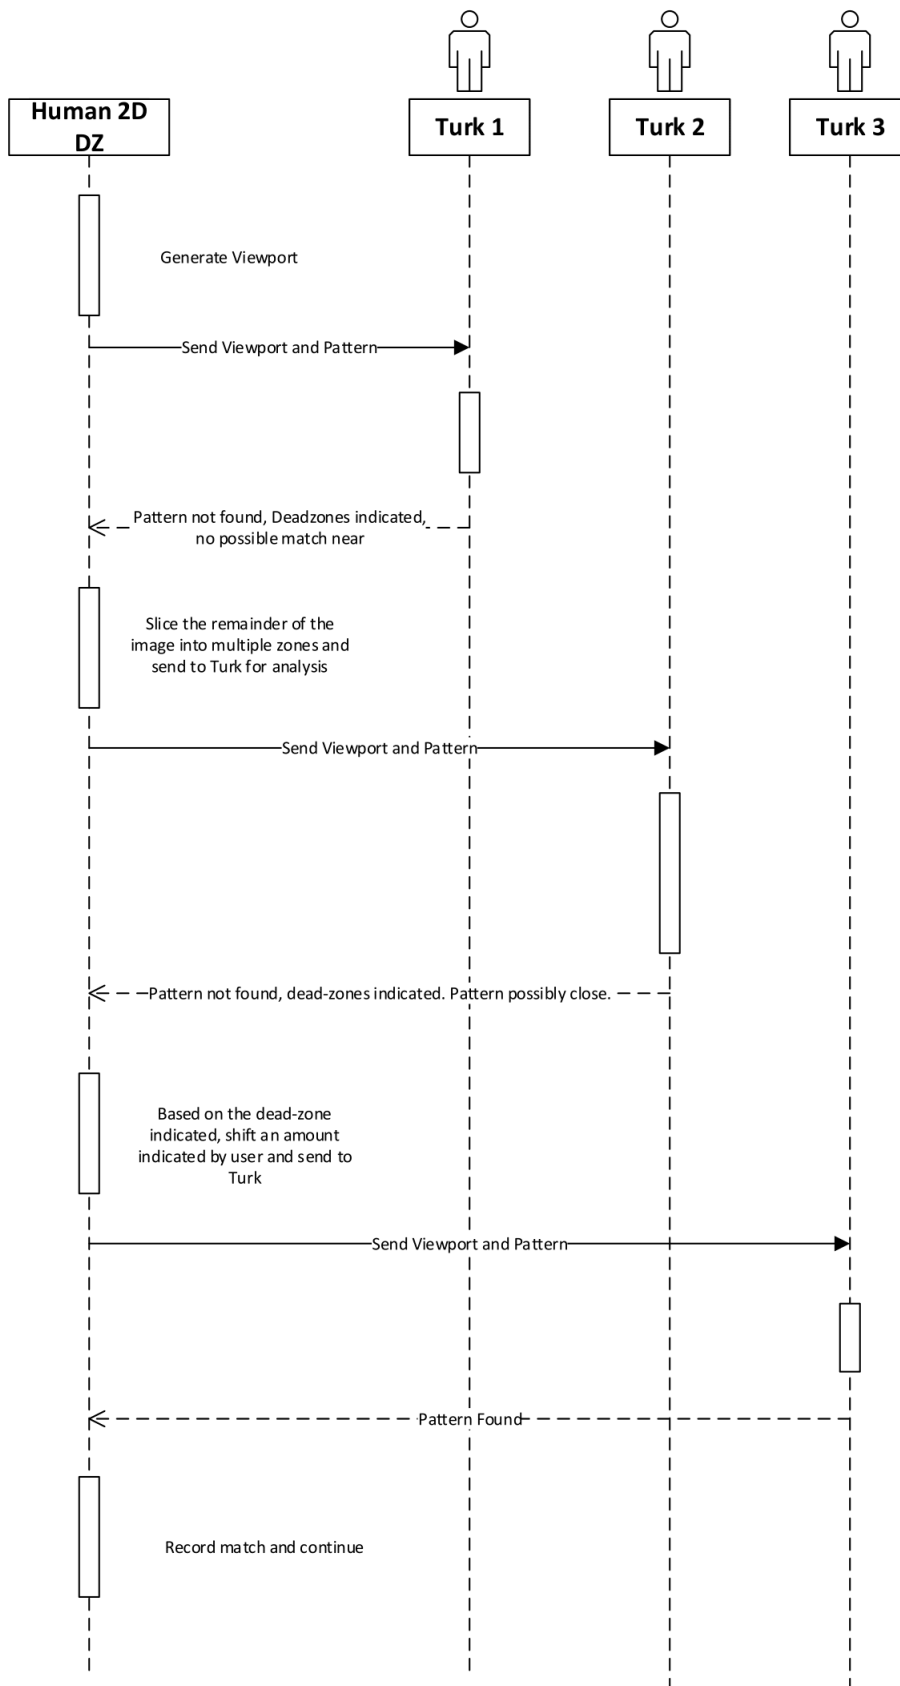 Human 2D
DZ
Turk 1
Turk 2
Turk 3
Generate Viewport
Send Viewport and Pattern
Pattern not found, Deadzones indicated,
no possible match near
Slice the remainder of the
image into multiple zones and
send to Turk for analysis
Send Viewport and Pattern
Pattern not found, dead-zones indicated. Pattern possibly close.
Based on the dead-zone
indicated, shift an amount
indicated by user and send to
Turk
Send Viewport and Pattern
Pattern Found
Record match and continue